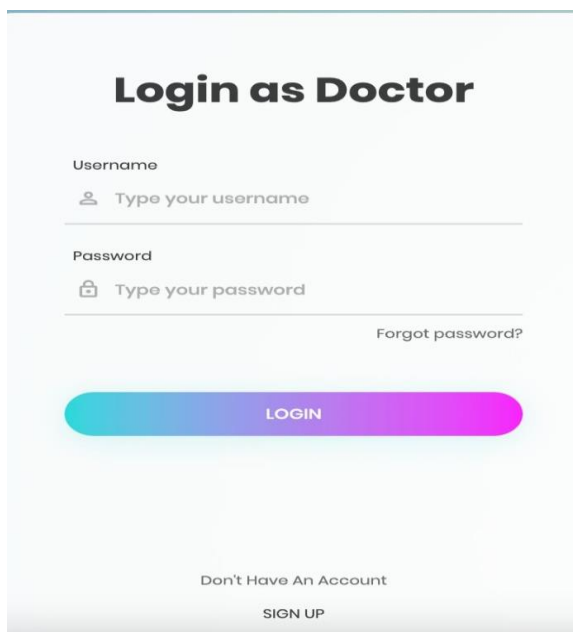 Login as Doctor
Username
Type your username
Password
Type your password
Forgot password?
LOGIN
Don't Have An Account
SIGN UP